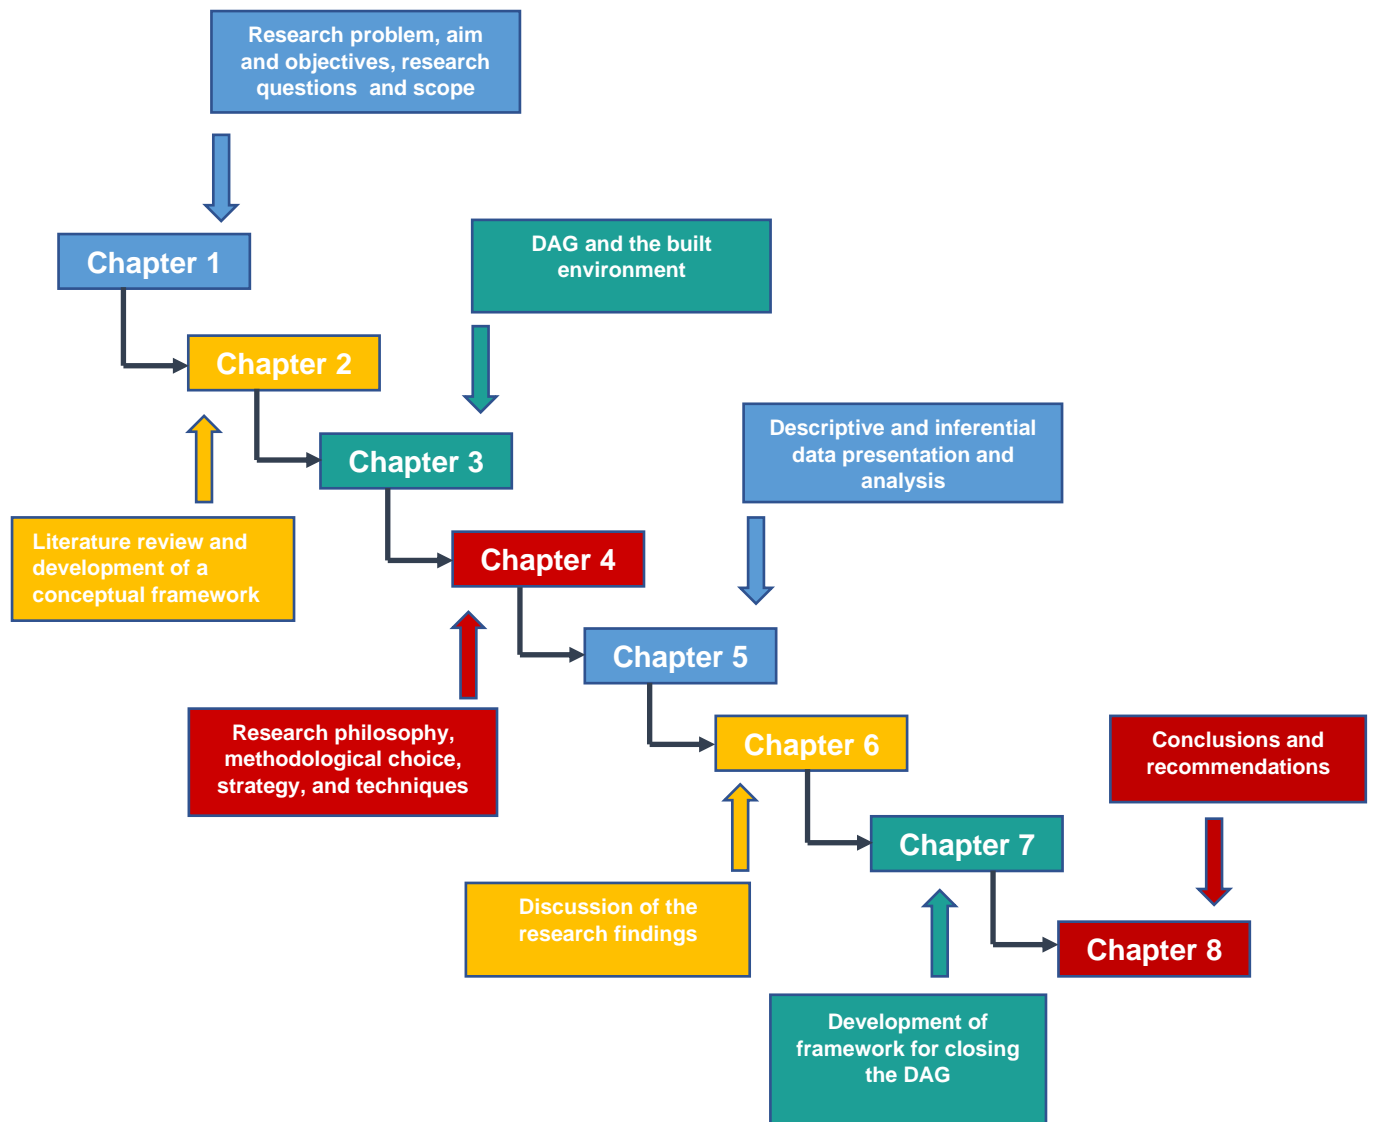 Research problem, aim
and objectives, research
questions and scope
Chapter 1
DAG and the built
environment
Chapter 2
Chapter 3
Literature review and
development of a
conceptual framework
Descriptive and inferential
data presentation and
analysis
Chapter 4
Chapter 5
Research philosophy,
methodological choice,
strategy, and techniques
Chapter 6
Conclusions and
recommendations
Chapter 7
Discussion of the
research findings
Chapter 8
Development of
framework for closing
the DAG